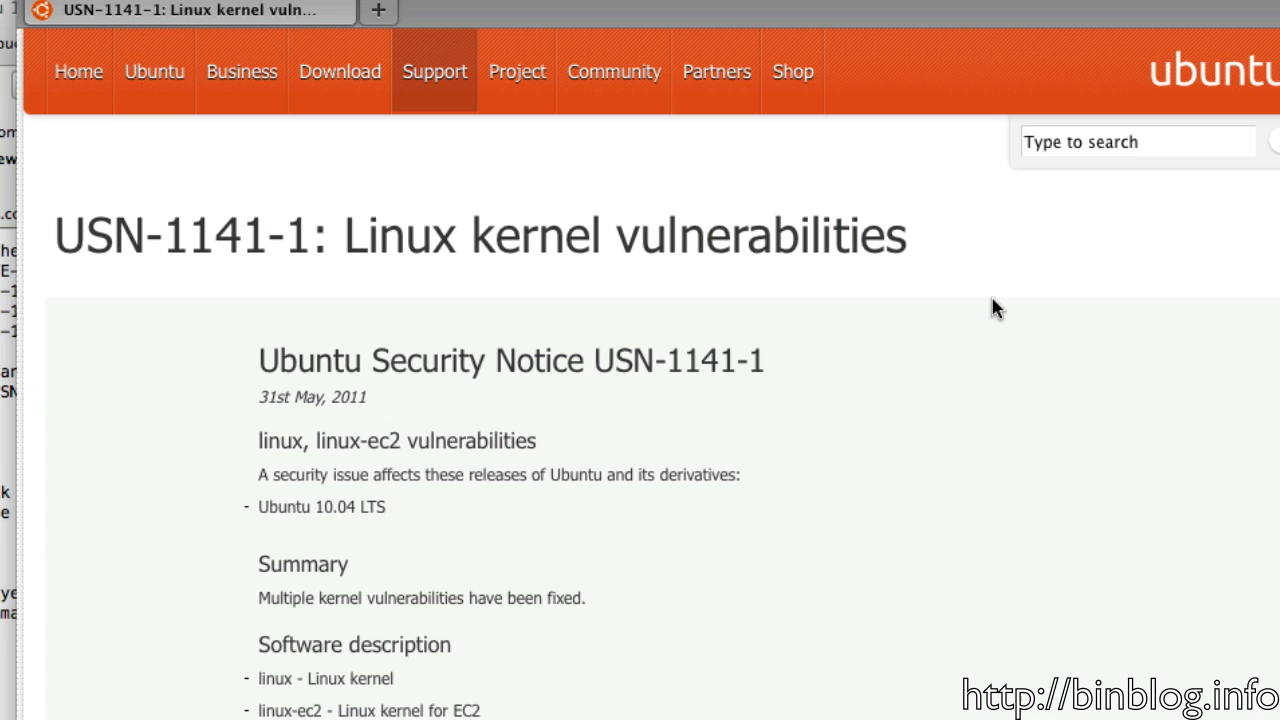 USN-1141-1: Linux kernel vuln...
Home Ubuntu Business Download Support Project Community Partners Shop
ubuntu
Type to search
USN-1141-1: Linux kernel vulnerabilities
Ubuntu Security Notice USN-1141-1
31st May, 2011
linux, linux-ec2 vulnerabilities
A security issue affects these releases of Ubuntu and its derivatives:
- Ubuntu 10.04 LTS
Summary
Multiple kernel vulnerabilities have been fixed.
Software description
- linux - Linux kernel
- linux-ec2 - Linux kernel for EC2
http://binblog.info